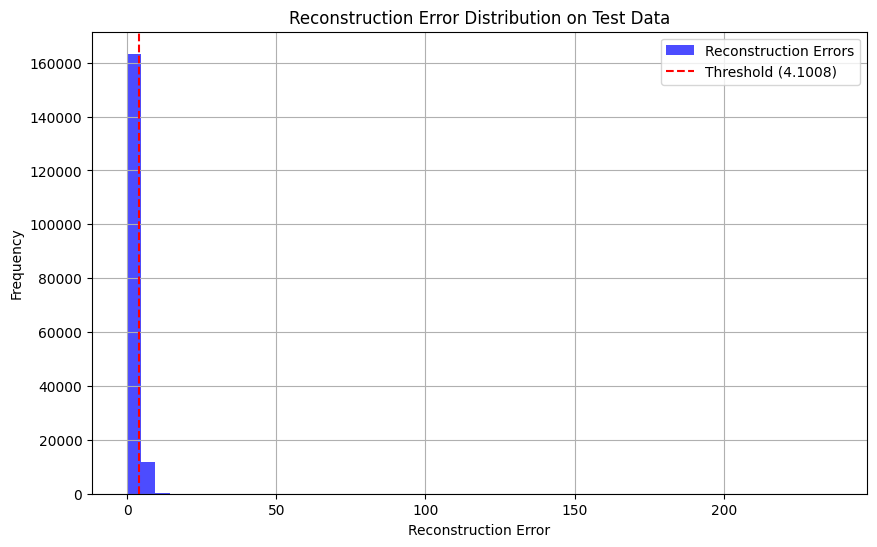 Reconstruction Error Distribution on Test Data
Reconstruction Errors
Threshold (4.1008)
160000
140000
120000
100000
80000
60000
40000
20000
0
Frequency
0 50 100 150 200
Reconstruction Error